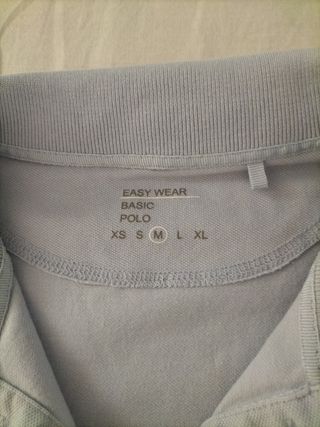 EASY WEAR
BASIC
POLO
XS S M L XL